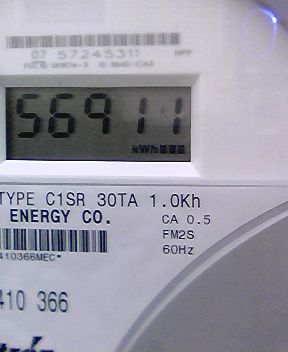 07 57245311
56911
kWh
TYPE C1SR 30TA 1.0Kh
ENERGY CO.
CA 0.5
FM2S
60Hz
410366MEC*
410 366